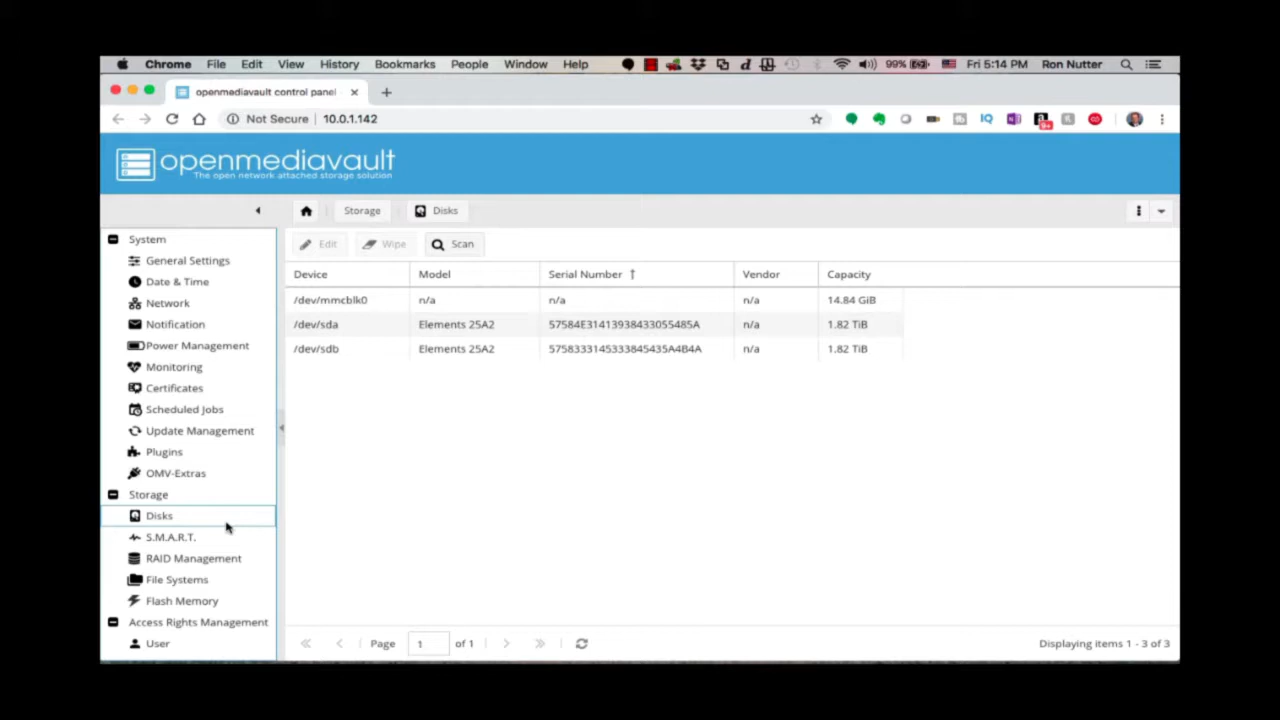 Chrome File Edit View History Bookmarks People Window Help 99% Fri 5:14 PM Ron Nutter
openmediavault control panel
Not Secure 10.0.1.142
openmediavault
The open network attached storage solution
Storage Disks
Edit Wipe Scan
Device Model Serial Number Vendor Capacity
/dev/mmcblk0 n/a n/a n/a 14.84 GiB
/dev/sda Elements 25A2 57584E31413938433055485A n/a 1.82 TiB
/dev/sdb Elements 25A2 5758333145333845435A4B4A n/a 1.82 TiB
System
General Settings
Date & Time
Network
Notification
Power Management
Monitoring
Certificates
Scheduled Jobs
Update Management
Plugins
OMV-Extras
Storage
Disks
S.M.A.R.T.
RAID Management
File Systems
Flash Memory
Access Rights Management
User
Page 1 of 1
Displaying items 1 - 3 of 3